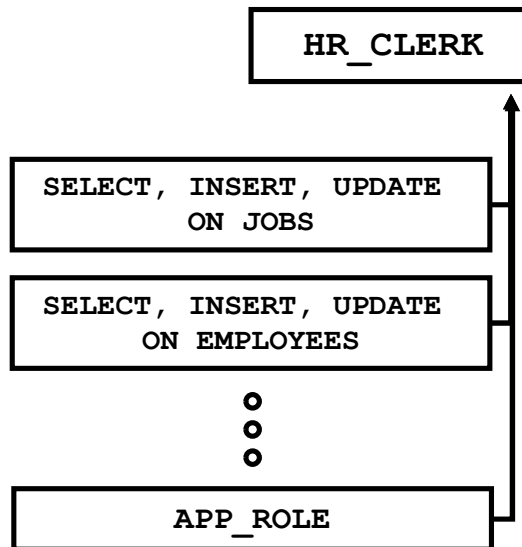 HR_CLERK
SELECT, INSERT, UPDATE
ON JOBS
SELECT, INSERT, UPDATE
ON EMPLOYEES
APP_ROLE